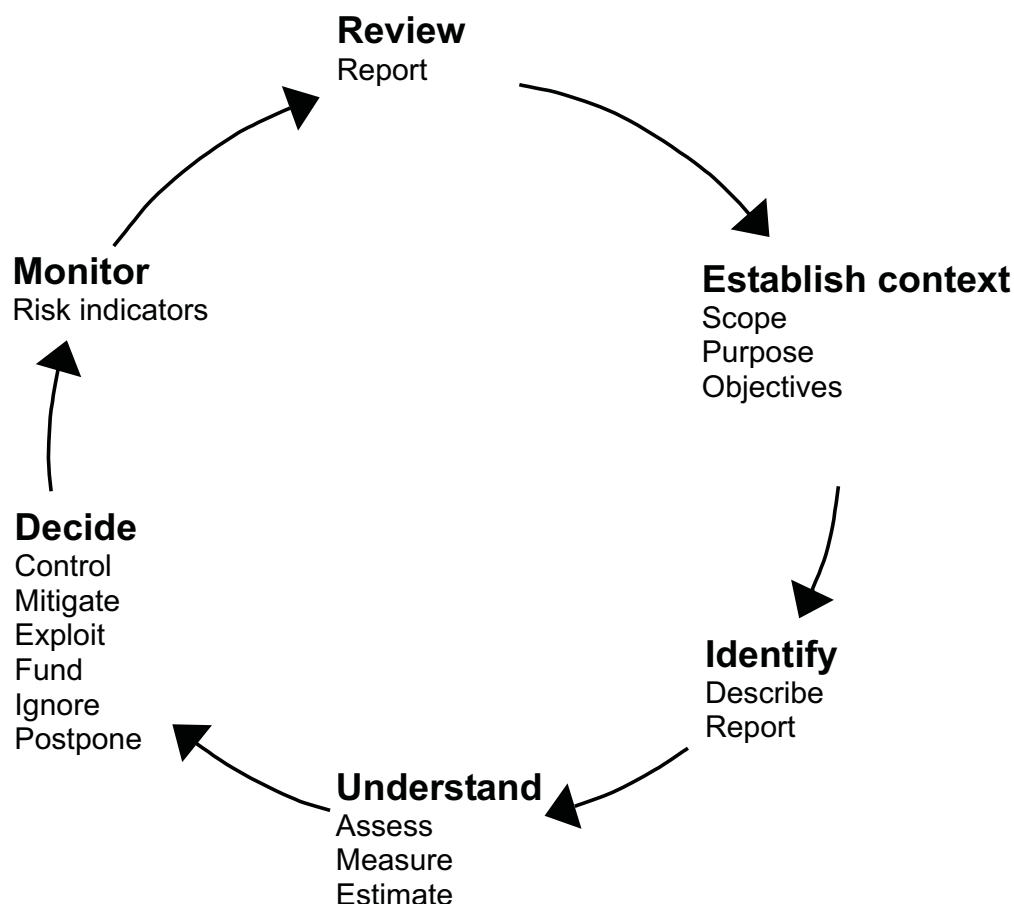 Review
Report
Establish context
Scope
Purpose
Objectives
Identify
Describe
Report
Understand
Assess
Measure
Estimate
Decide
Control
Mitigate
Exploit
Fund
Ignore
Postpone
Monitor
Risk indicators